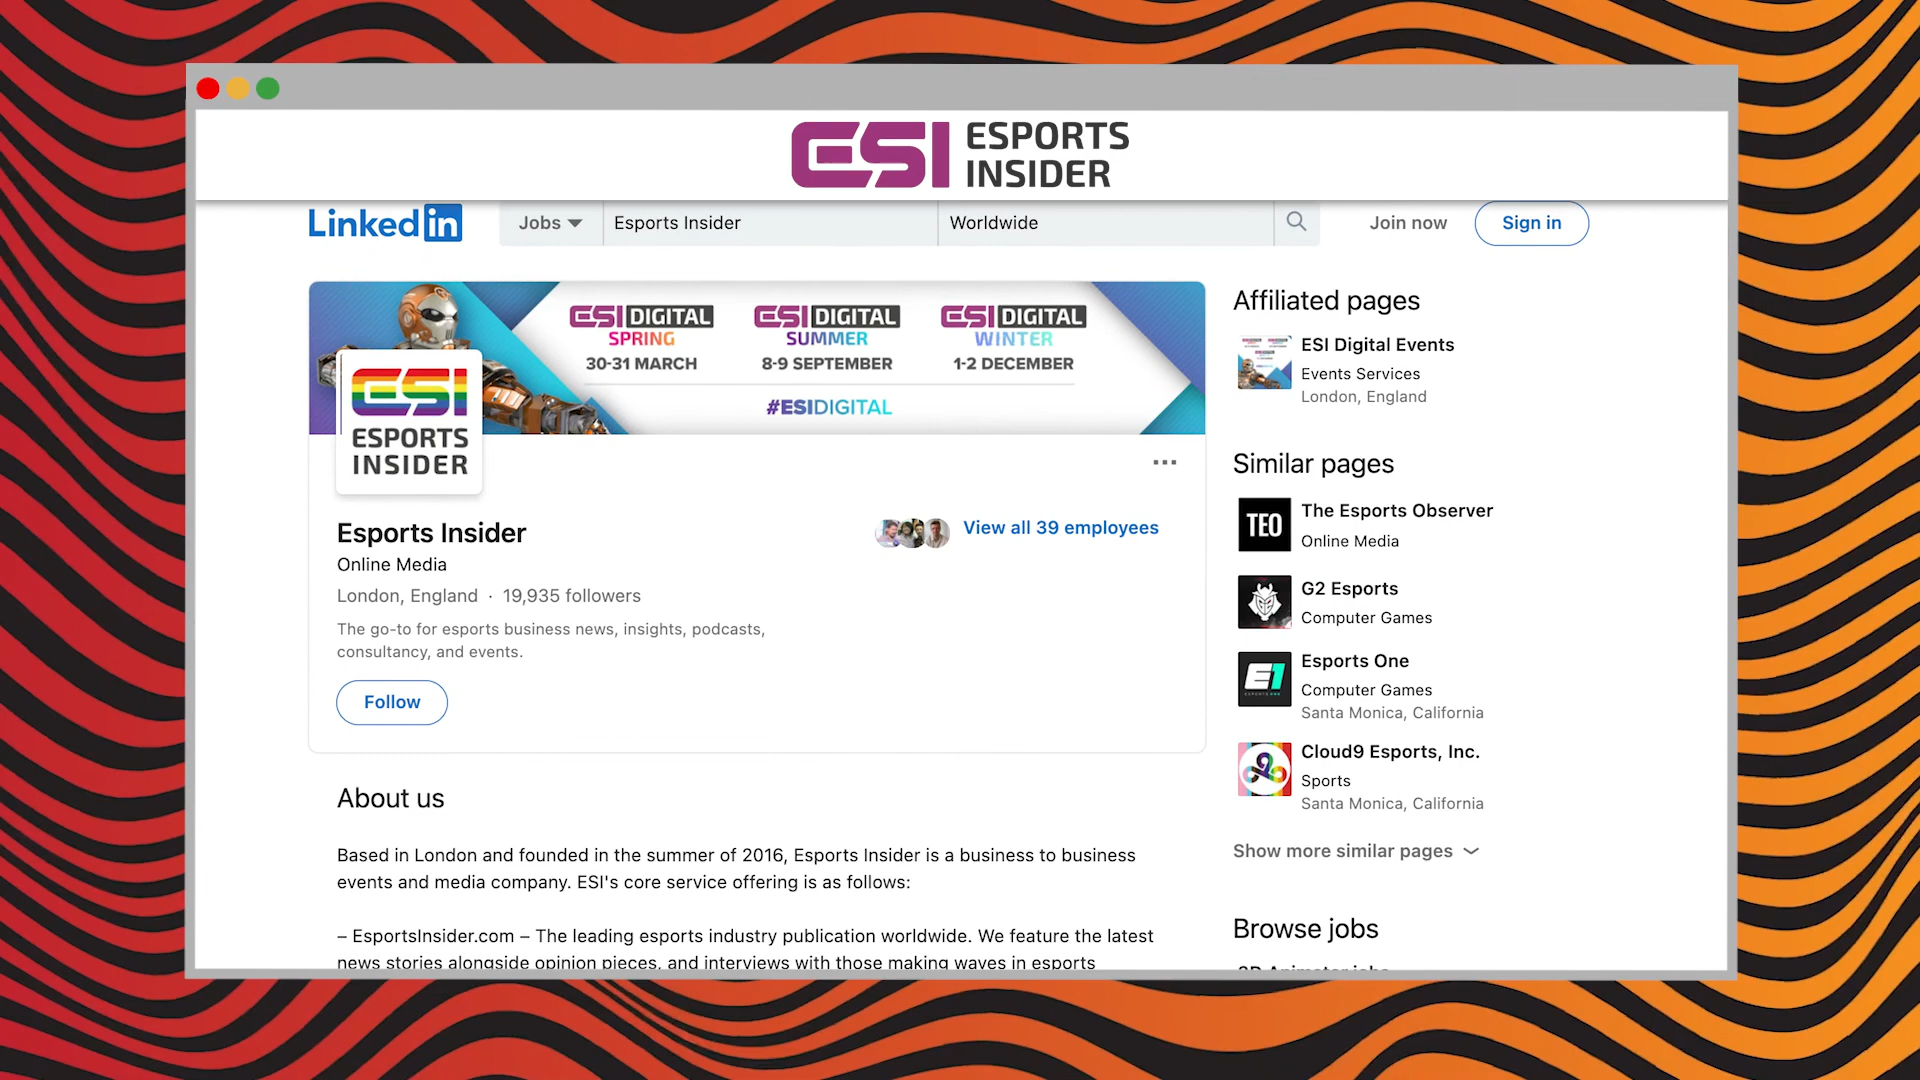 ESI ESPORTS
INSIDER
LinkedIn
Jobs
Esports Insider
Worldwide
Join now
Sign in
ESI DIGITAL
SPRING
30-31 MARCH
ESI DIGITAL
SUMMER
8-9 SEPTEMBER
ESI DIGITAL
WINTER
1-2 DECEMBER
#ESIDIGITAL
ESI
ESPORTS
INSIDER
Esports Insider
Online Media
London, England · 19,935 followers
The go-to for esports business news, insights, podcasts,
consultancy, and events.
Follow
View all 39 employees
About us
Based in London and founded in the summer of 2016, Esports Insider is a business to business
events and media company. ESI's core service offering is as follows:
– EsportsInsider.com – The leading esports industry publication worldwide. We feature the latest
news stories alongside opinion pieces, and interviews with those making waves in esports
Affiliated pages
ESI Digital Events
Events Services
London, England
Similar pages
TEO
The Esports Observer
Online Media
G2 Esports
Computer Games
E1
Esports One
Computer Games
Santa Monica, California
Cloud9 Esports, Inc.
Sports
Santa Monica, California
Show more similar pages
Browse jobs
3D Animator jobs